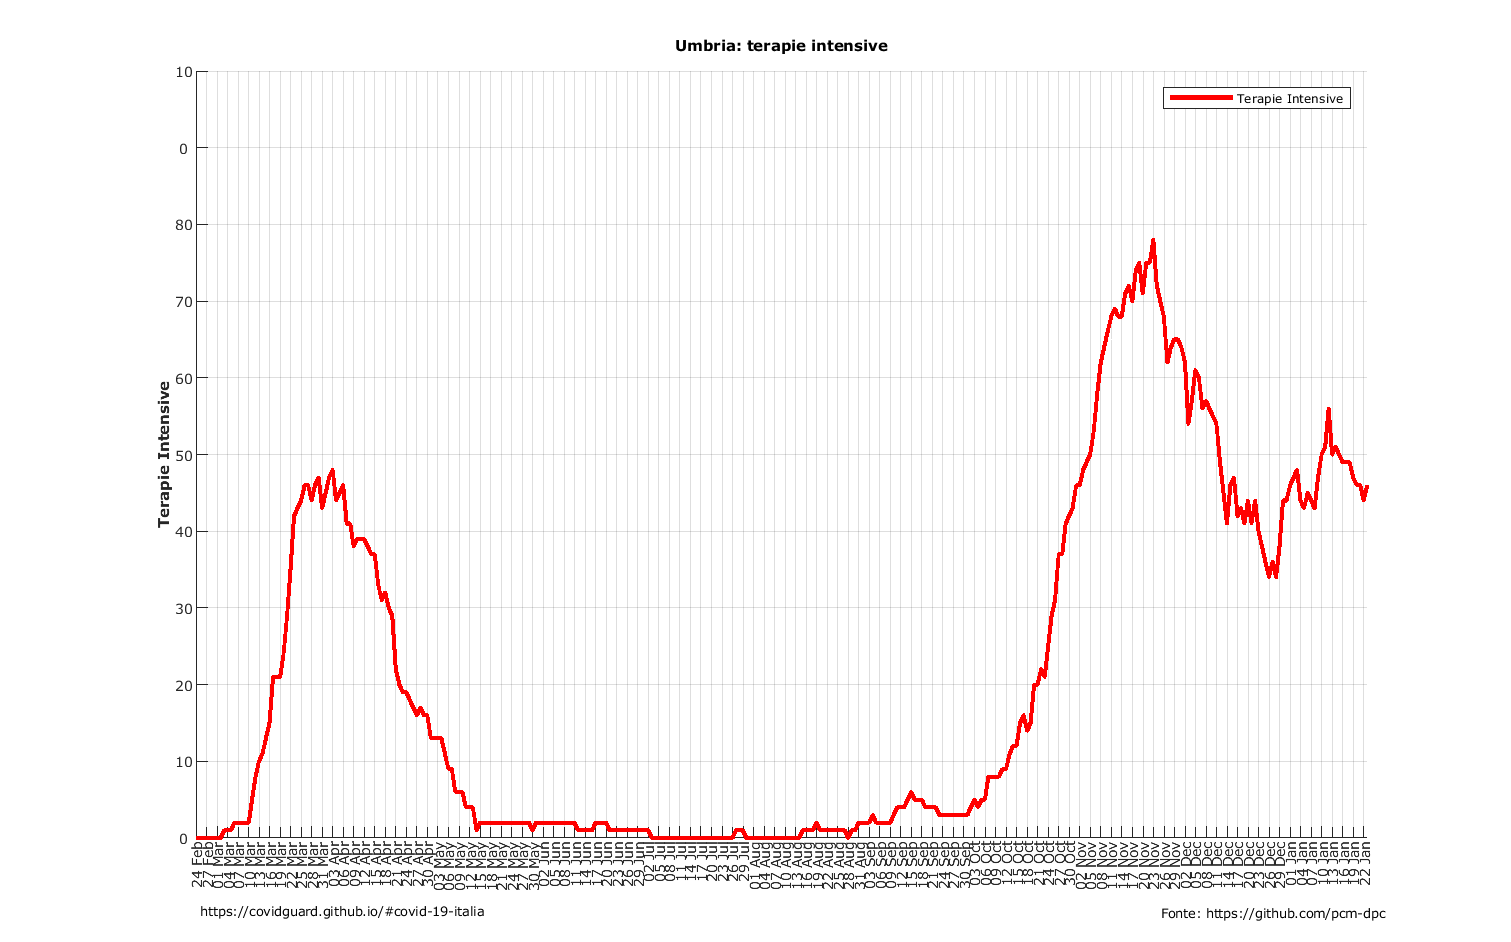 Umbria: terapie intensive
Terapie Intensive
10
0
80
70
60
50
40
30
20
10
0
Terapie Intensive
24 Feb
27 Feb
01 Mar
04 Mar
07 Mar
10 Mar
13 Mar
16 Mar
19 Mar
22 Mar
25 Mar
28 Mar
31 Mar
03 Apr
06 Apr
09 Apr
12 Apr
15 Apr
18 Apr
21 Apr
24 Apr
27 Apr
30 Apr
03 May
06 May
09 May
12 May
15 May
18 May
21 May
24 May
27 May
30 May
02 Jun
05 Jun
08 Jun
11 Jun
14 Jun
17 Jun
20 Jun
23 Jun
26 Jun
29 Jun
02 Jul
05 Jul
08 Jul
11 Jul
14 Jul
17 Jul
20 Jul
23 Jul
26 Jul
29 Jul
01 Aug
04 Aug
07 Aug
10 Aug
13 Aug
16 Aug
19 Aug
22 Aug
25 Aug
28 Aug
31 Aug
03 Sep
06 Sep
09 Sep
12 Sep
15 Sep
18 Sep
21 Sep
24 Sep
27 Sep
30 Sep
03 Oct
06 Oct
09 Oct
12 Oct
15 Oct
18 Oct
21 Oct
24 Oct
27 Oct
30 Oct
02 Nov
05 Nov
08 Nov
11 Nov
14 Nov
17 Nov
20 Nov
23 Nov
26 Nov
29 Nov
02 Dec
05 Dec
08 Dec
11 Dec
14 Dec
17 Dec
20 Dec
23 Dec
26 Dec
29 Dec
01 Jan
04 Jan
07 Jan
10 Jan
13 Jan
16 Jan
19 Jan
22 Jan
https://covidguard.github.io/#covid-19-italia
Fonte: https://github.com/pcm-dpc